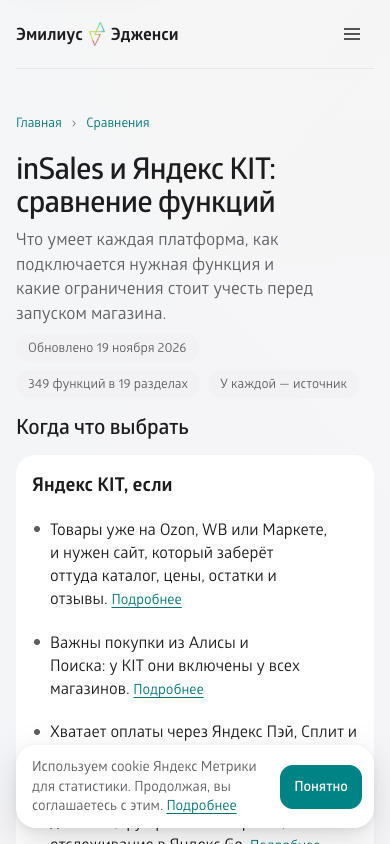 Эмилиус Эдженси
Главная › Сравнения
inSales и Яндекс KIT:
сравнение функций
Что умеет каждая платформа, как
подключается нужная функция и
какие ограничения стоит учесть перед
запуском магазина.
Обновлено 19 ноября 2026
349 функций в 19 разделах
У каждой — источник
Когда что выбрать
Яндекс KIT, если
Товары уже на Ozon, WB или Маркете,
и нужен сайт, который заберёт
оттуда каталог, цены, остатки и
отзывы. Подробнее
Важны покупки из Алисы и
Поиска: у KIT они включены у всех
магазинов. Подробнее
Хватает оплаты через Яндекс Пэй, Сплит и
Используем cookie Яндекс Метрики
для статистики. Продолжая, вы
соглашаетесь с этим. Подробнее
Понятно